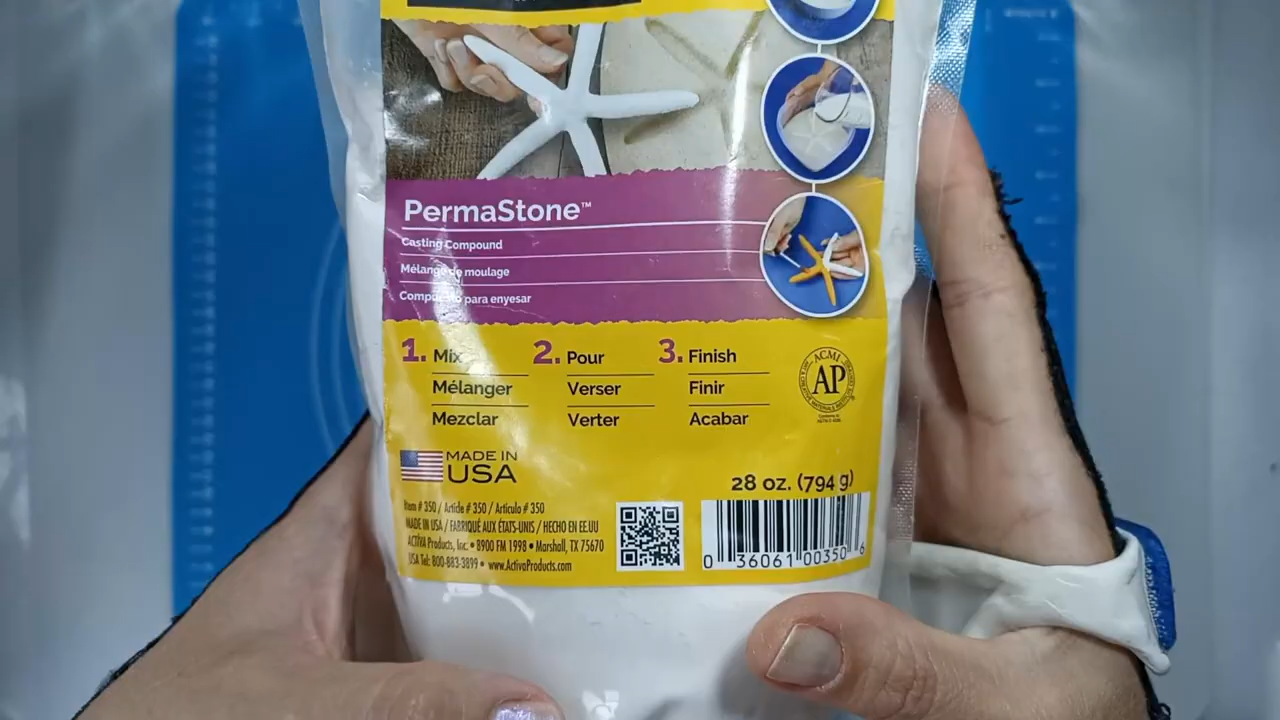 PermaStone™
Casting Compound
Mélange de moulage
para enyesar
1. Mix
Mélanger
Mezclar
2. Pour
Verser
Verter
3. Finish
Finir
Acabar
ACMI
AP
MADE IN
USA
28 oz. (794 g)
Item # 350 / Article # 350 / Artículo # 350
MADE IN USA / FABRIQUÉ AUX ÉTATS-UNIS / HECHO EN EE.UU
ACTÍVA Products, Inc. • 8900 FM 1998 • Marshall, TX 75670
USA Tel: 800-883-3899 • www.ActivaProducts.com
0 36061 00350 6